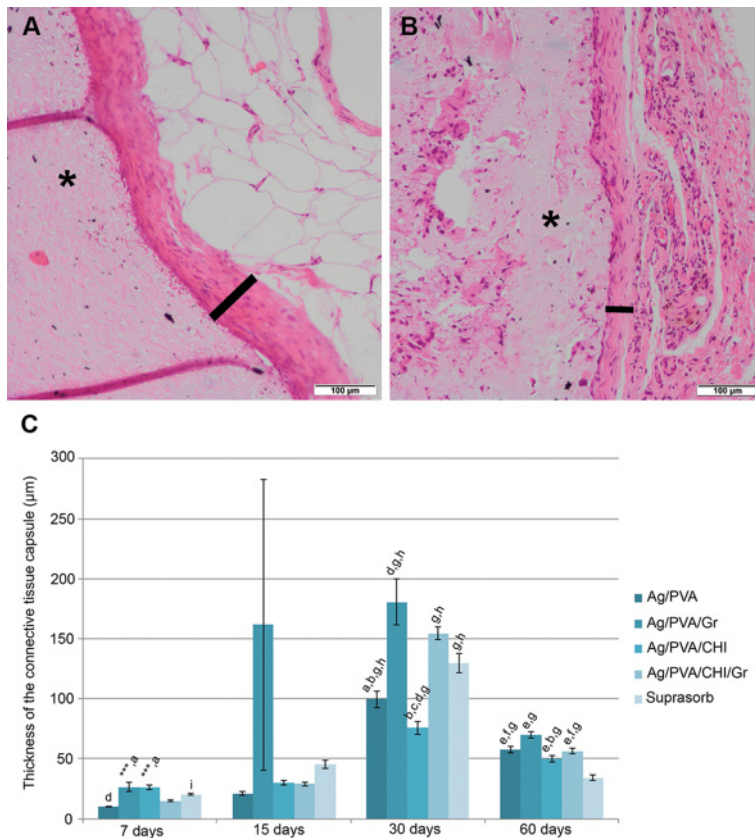 A
B
*
*
100 µm
100 µm
C
Thickness of the connective tissue capsule (µm)
300
250
200
150
100
50
0
d
***,a
***,a
i
a,b,g,h
d,g,h
b,c,d,g
g,h
g,h
e,f,g
e,g
e,b,g
e,f,g
7 days
15 days
30 days
60 days
Ag/PVA
Ag/PVA/Gr
Ag/PVA/CHI
Ag/PVA/CHI/Gr
Suprasorb